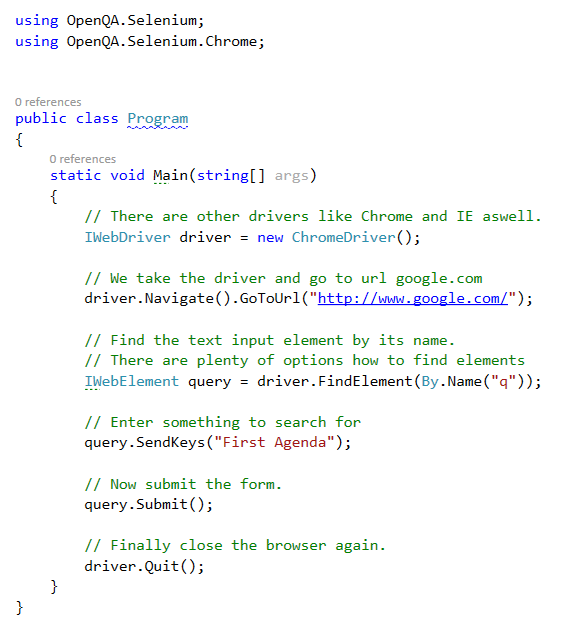 using OpenQA.Selenium;
using OpenQA.Selenium.Chrome;
0 references
public class Program
{
0 references
static void Main(string[] args)
{
// There are other drivers like Chrome and IE aswell.
IWebDriver driver = new ChromeDriver();
// We take the driver and go to url google.com
driver.Navigate().GoToUrl("http://www.google.com/");
// Find the text input element by its name.
// There are plenty of options how to find elements
IWebElement query = driver.FindElement(By.Name("q"));
// Enter something to search for
query.SendKeys("First Agenda");
// Now submit the form.
query.Submit();
// Finally close the browser again.
driver.Quit();
}
}